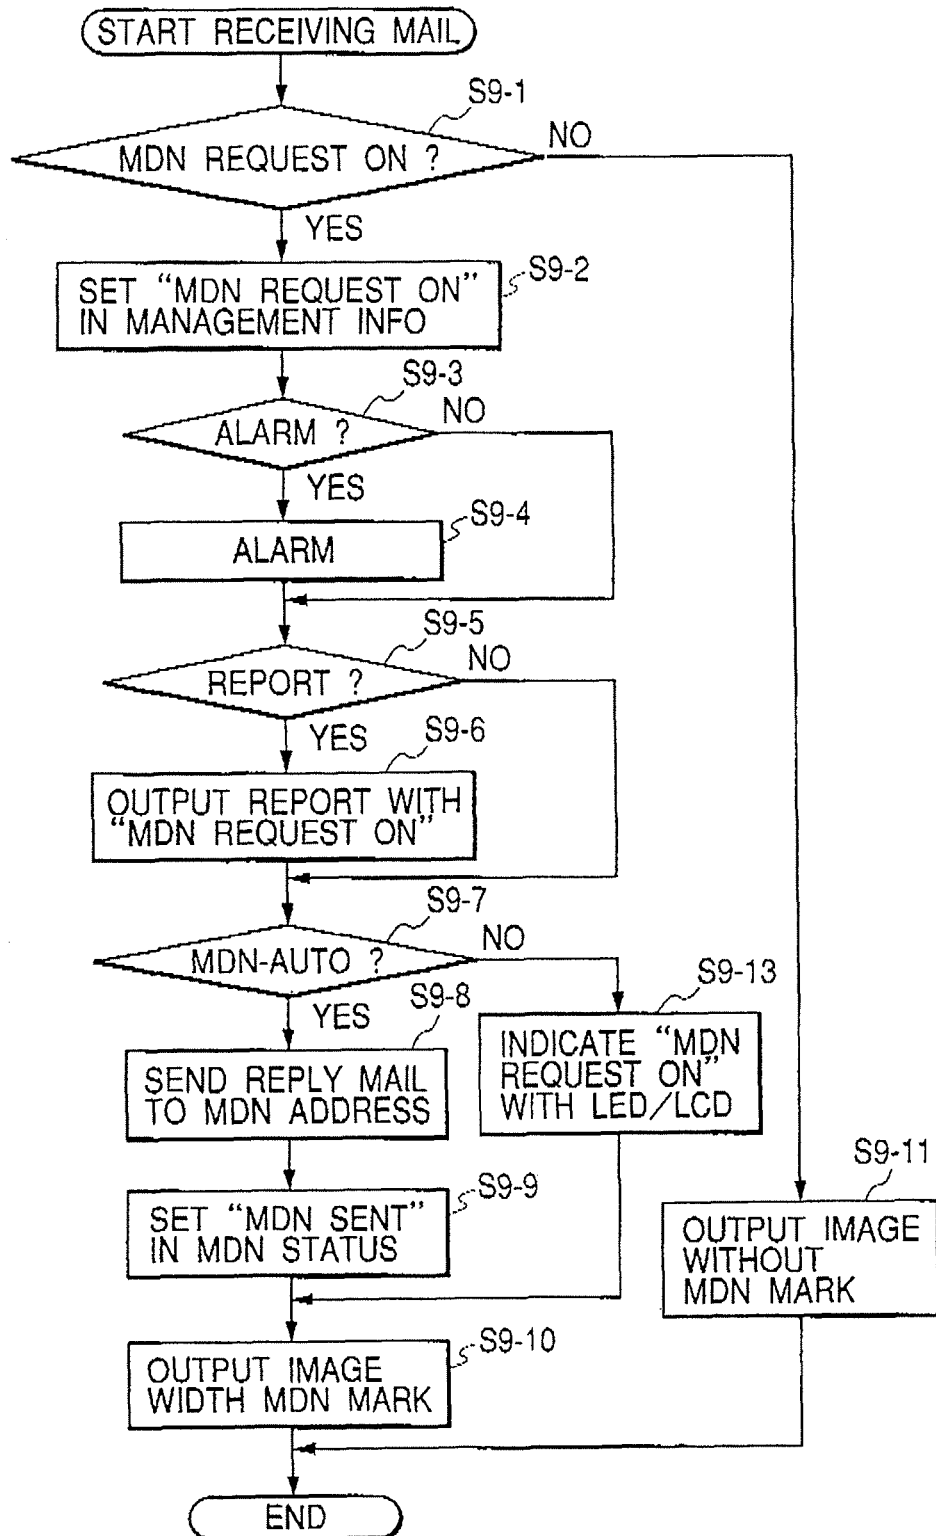 START RECEIVING MAIL
S9-1
MDN REQUEST ON ?
NO
YES
S9-2
SET “MDN REQUEST ON”
IN MANAGEMENT INFO
S9-3
ALARM ?
NO
YES
S9-4
ALARM
S9-5
REPORT ?
NO
YES
S9-6
OUTPUT REPORT WITH
“MDN REQUEST ON”
S9-7
MDN-AUTO ?
NO
YES
S9-8
SEND REPLY MAIL
TO MDN ADDRESS
S9-13
INDICATE “MDN
REQUEST ON”
WITH LED/LCD
S9-9
SET “MDN SENT”
IN MDN STATUS
S9-11
OUTPUT IMAGE
WITHOUT
MDN MARK
S9-10
OUTPUT IMAGE
WIDTH MDN MARK
END